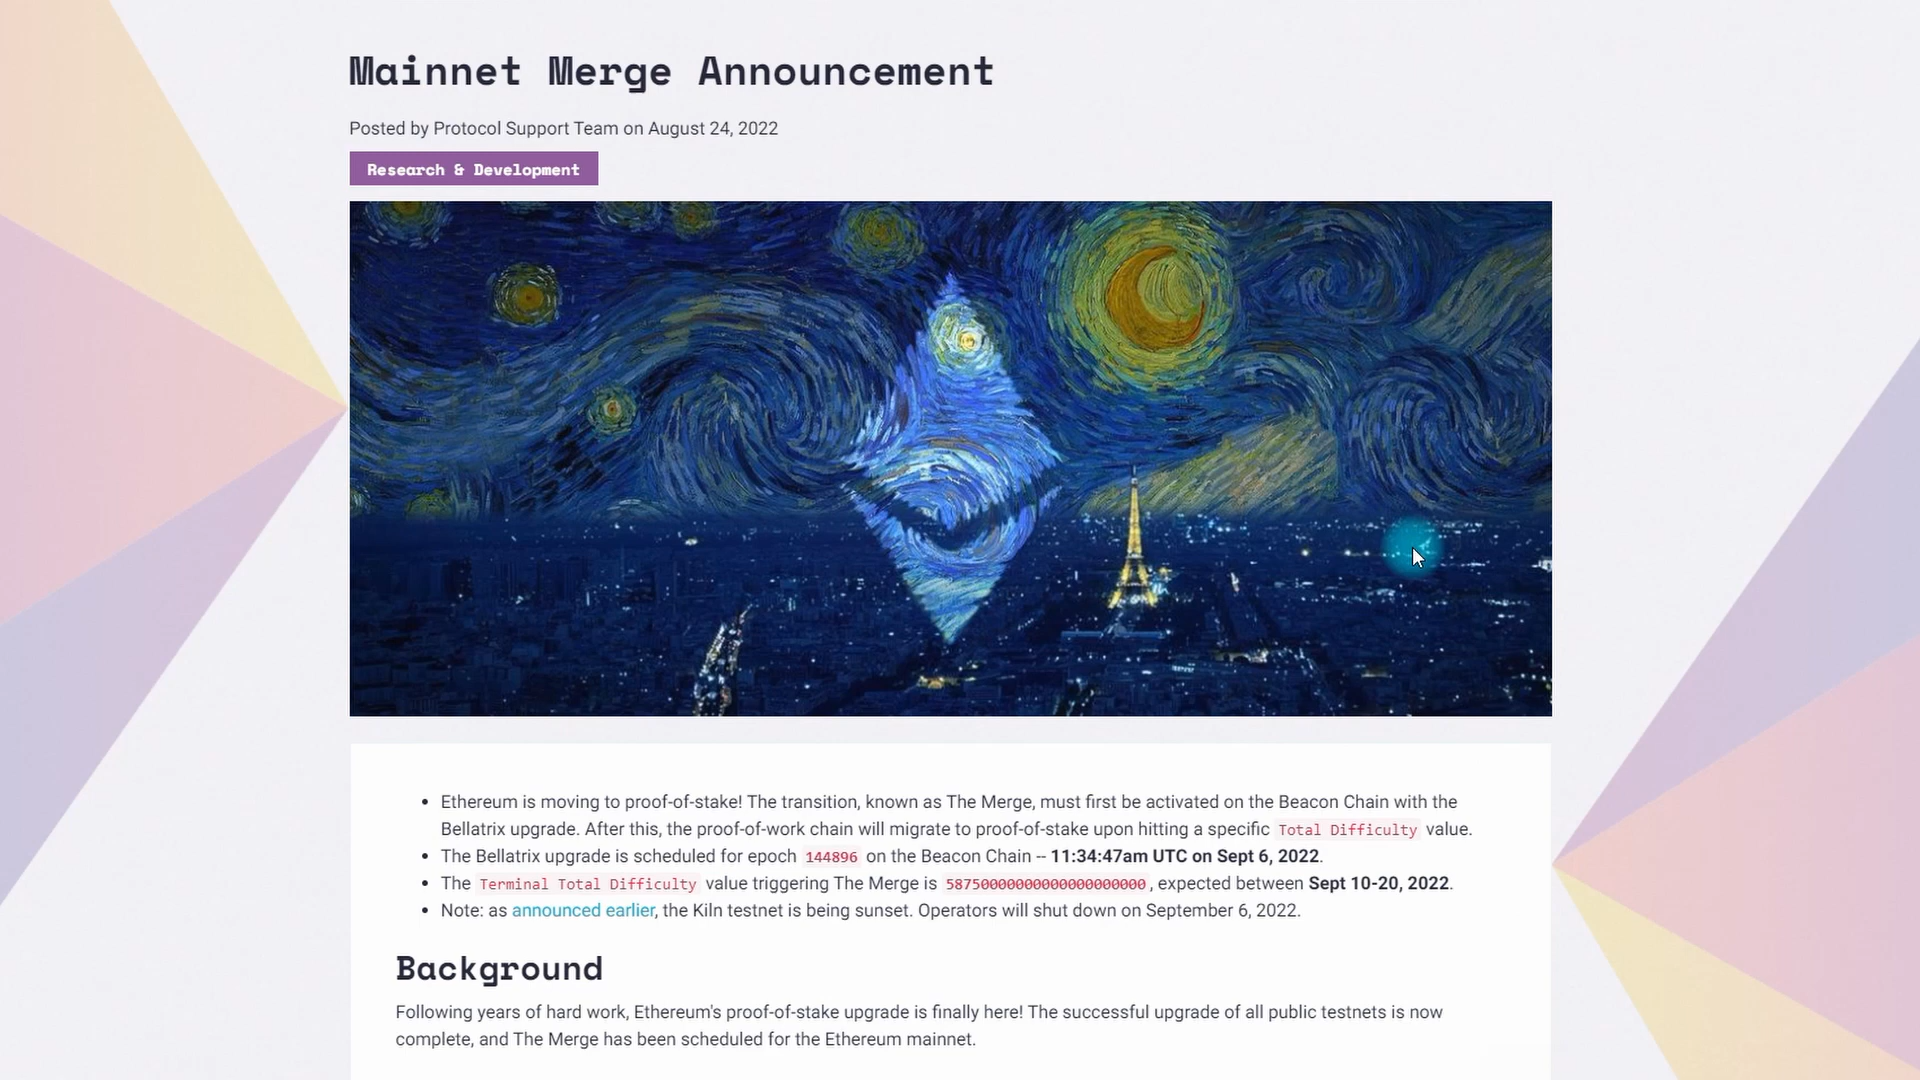 Mainnet Merge Announcement
Posted by Protocol Support Team on August 24, 2022
Research & Development
Ethereum is moving to proof-of-stake! The transition, known as The Merge, must first be activated on the Beacon Chain with the
Bellatrix upgrade. After this, the proof-of-work chain will migrate to proof-of-stake upon hitting a specific Total Difficulty value.
The Bellatrix upgrade is scheduled for epoch 144896 on the Beacon Chain -- 11:34:47am UTC on Sept 6, 2022.
The Terminal Total Difficulty value triggering The Merge is 58750000000000000000000, expected between Sept 10-20, 2022.
Note: as announced earlier, the Kiln testnet is being sunset. Operators will shut down on September 6, 2022.
Background
Following years of hard work, Ethereum's proof-of-stake upgrade is finally here! The successful upgrade of all public testnets is now
complete, and The Merge has been scheduled for the Ethereum mainnet.